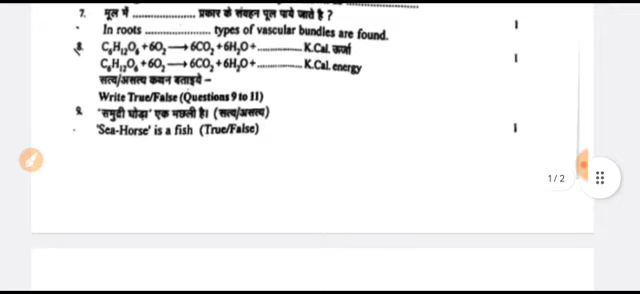 7. मूल में .................... प्रकार के संवहन पूल पाये जाते है ? 1
In roots .................... types of vascular bundles are found.
8. C₆H₁₂O₆ + 6O₂ ⟶ 6CO₂ + 6H₂O + .............. K.Cal. ऊर्जा 1
C₆H₁₂O₆ + 6O₂ ⟶ 6CO₂ + 6H₂O + .............. K.Cal. energy
सत्य/असत्य कथन बताइये –
Write True/False (Questions 9 to 11)
9. 'समुद्री घोड़ा' एक मछली है। (सत्य/असत्य)
'Sea-Horse' is a fish (True/False) 1
1 / 2